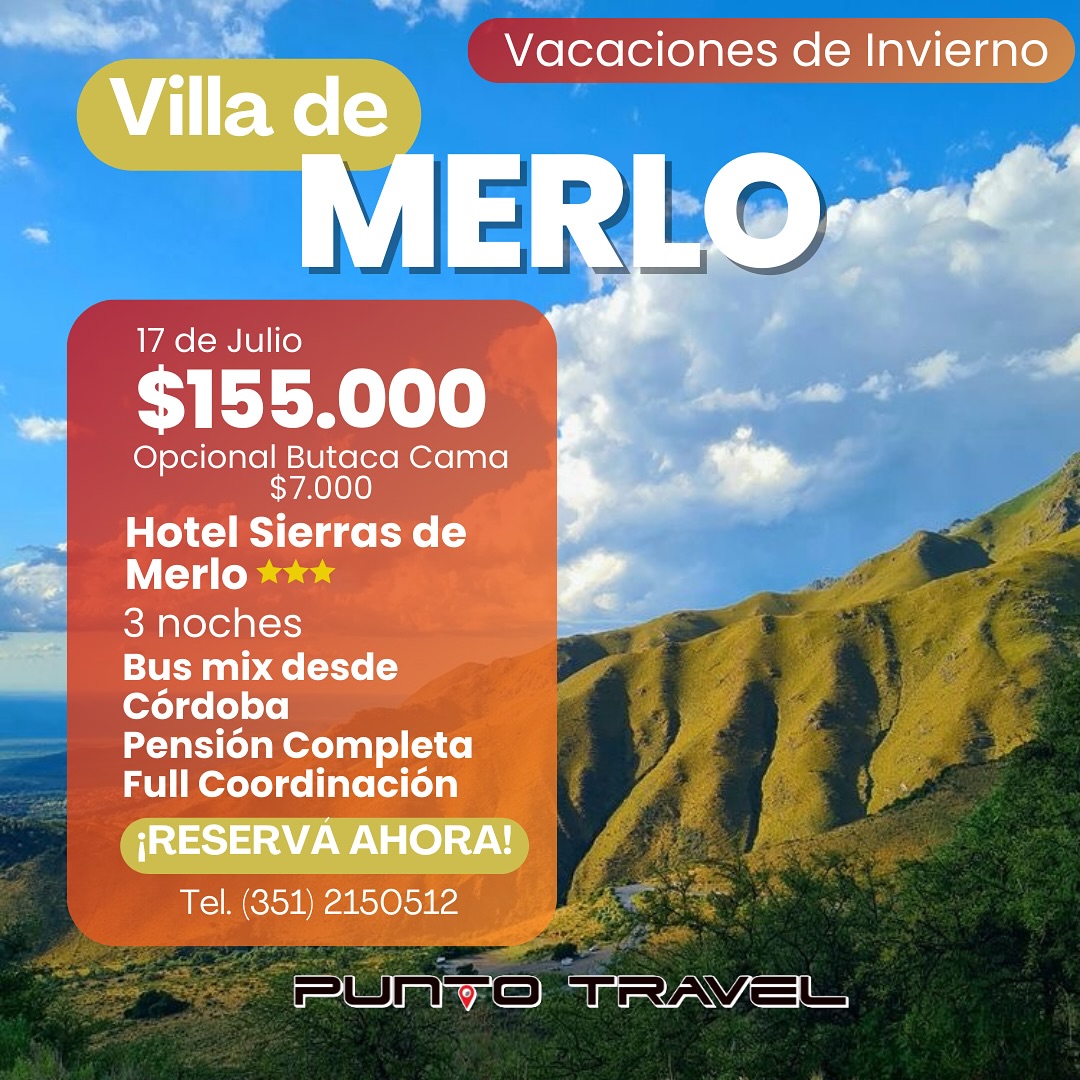 Vacaciones de Invierno
Villa de
MERLO
17 de Julio
$155.000
Opcional Butaca Cama
$7.000
Hotel Sierras de
Merlo
3 noches
Bus mix desde
Córdoba
Pensión Completa
Full Coordinación
¡RESERVÁ AHORA!
Tel. (351) 2150512
PUNTO TRAVEL